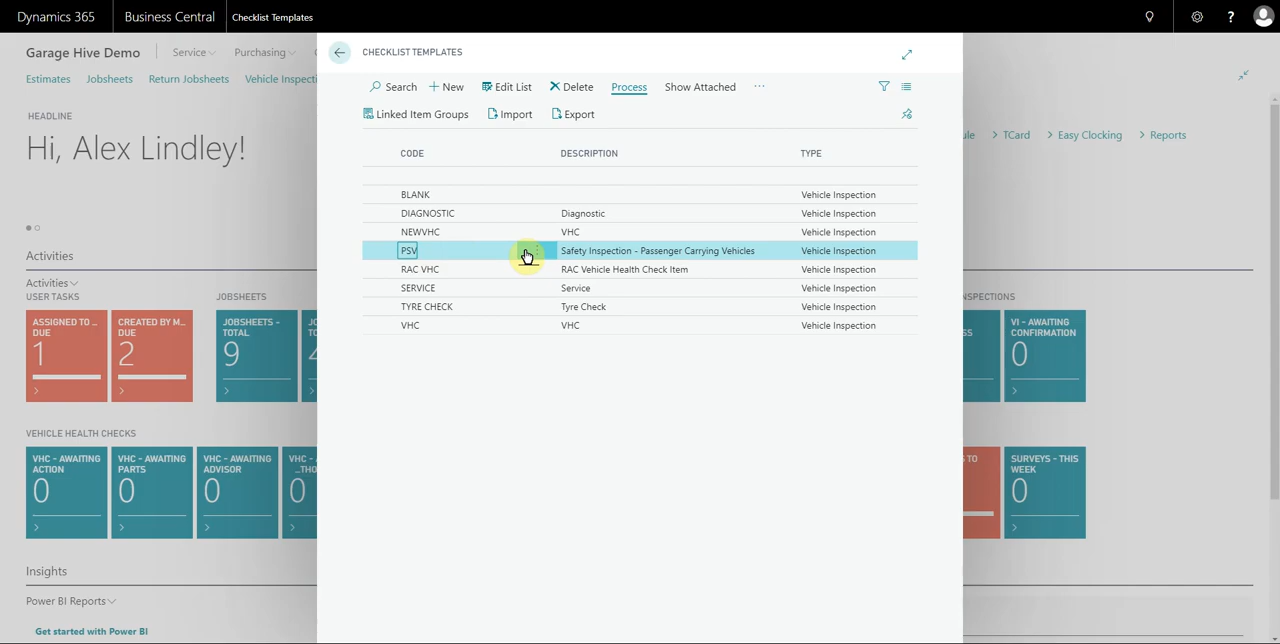 Dynamics 365 Business Central Checklist Templates ?
Garage Hive Demo Service Purchasing
Estimates Jobsheets Return Jobsheets Vehicle Inspecti
HEADLINE
Hi, Alex Lindley!
Activities
Activities
USER TASKS JOBSHEETS
ASSIGNED TO ... DUE
1
CREATED BY M... DUE
2
JOBSHEETS - TOTAL
9
VEHICLE HEALTH CHECKS
VHC - AWAITING ACTION
0
VHC - AWAITING PARTS
0
VHC - AWAITING ADVISOR
0
VHC -
0
Insights
Power BI Reports
Get started with Power BI
CHECKLIST TEMPLATES
Search New Edit List Delete Process Show Attached ...
Linked Item Groups Import Export
CODE DESCRIPTION TYPE
BLANK Vehicle Inspection
DIAGNOSTIC Diagnostic Vehicle Inspection
NEWVHC VHC Vehicle Inspection
PSV Safety Inspection - Passenger Carrying Vehicles Vehicle Inspection
RAC VHC RAC Vehicle Health Check Item Vehicle Inspection
SERVICE Service Vehicle Inspection
TYRE CHECK Tyre Check Vehicle Inspection
VHC VHC Vehicle Inspection
TCard Easy Clocking Reports
VI - AWAITING CONFIRMATION
0
SURVEYS - THIS WEEK
0